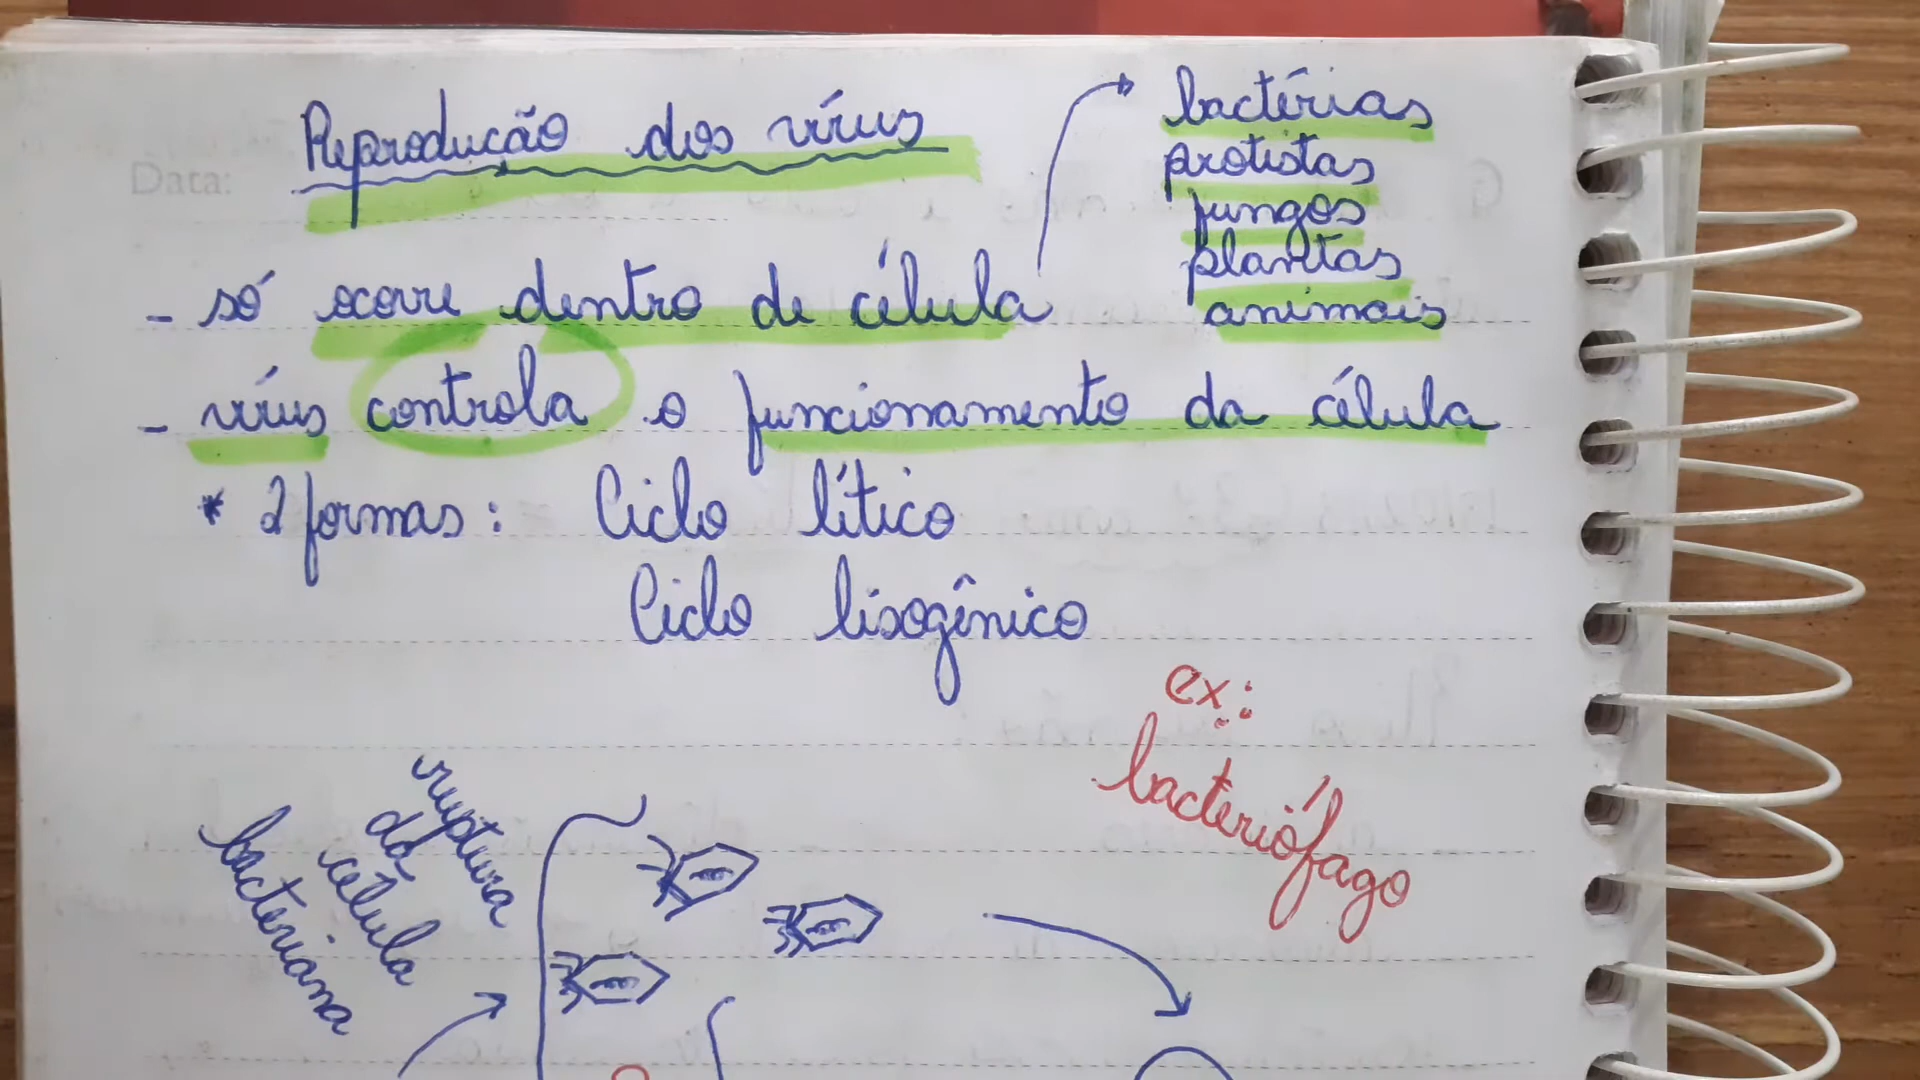 Data:
Reprodução dos vírus
bactérias
protistas
fungos
plantas
animais
- só ocorre dentro de célula
- vírus controla o funcionamento da célula
* 2 formas: Ciclo lítico
Ciclo lisogênico
ex:
bacteriófago
ruptura
da
célula
bacteriana